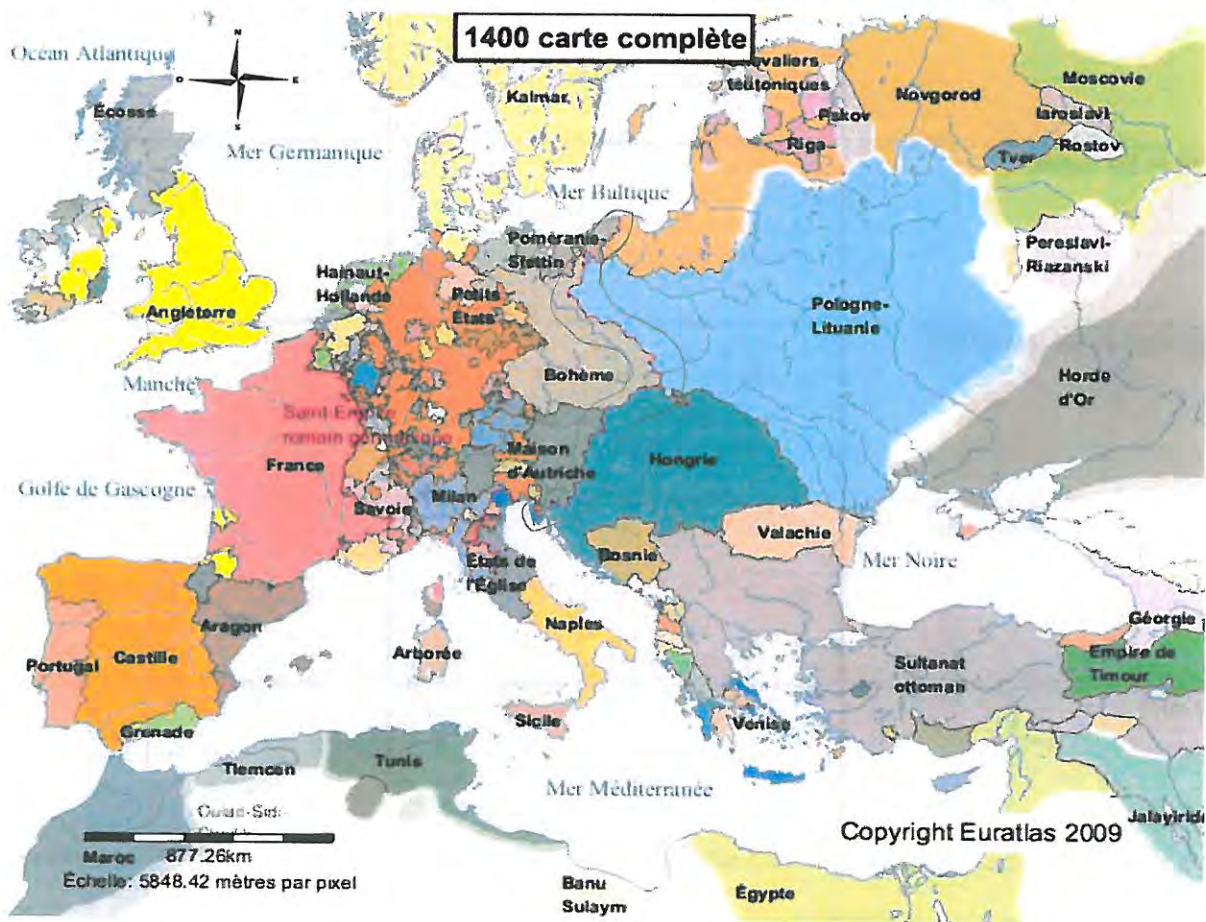 1400 carte complète
Océan Atlantique
N
O
E
S
Écosse
Mer Germanique
Kalmar
Chevaliers
teutoniques
Pskov
Riga
Novgorod
Moscovie
Iaroslavl
Rostov
Tver
Mer Baltique
Poméranie-
Stettin
Pereslavl-
Riazanski
Hainaut-
Hollande
Petits
États
Angleterre
Pologne-
Lituanie
Manche
Bohème
Horde
d'Or
Saint-Empire
romain germanique
France
Maison
d'Autriche
Hongrie
Golfe de Gascogne
Milan
Savoie
Valachie
Bosnie
Mer Noire
États de
l'Église
Géorgie
Aragon
Naples
Arborée
Portugal
Castille
Sultanat
ottoman
Empire de
Timour
Sicile
Venise
Grenade
Tlemcen
Tunis
Mer Méditerranée
Jalayirid
Copyright Euratlas 2009
Maroc
877.26km
Échelle: 5848.42 mètres par pixel
Banu
Sulaym
Égypte